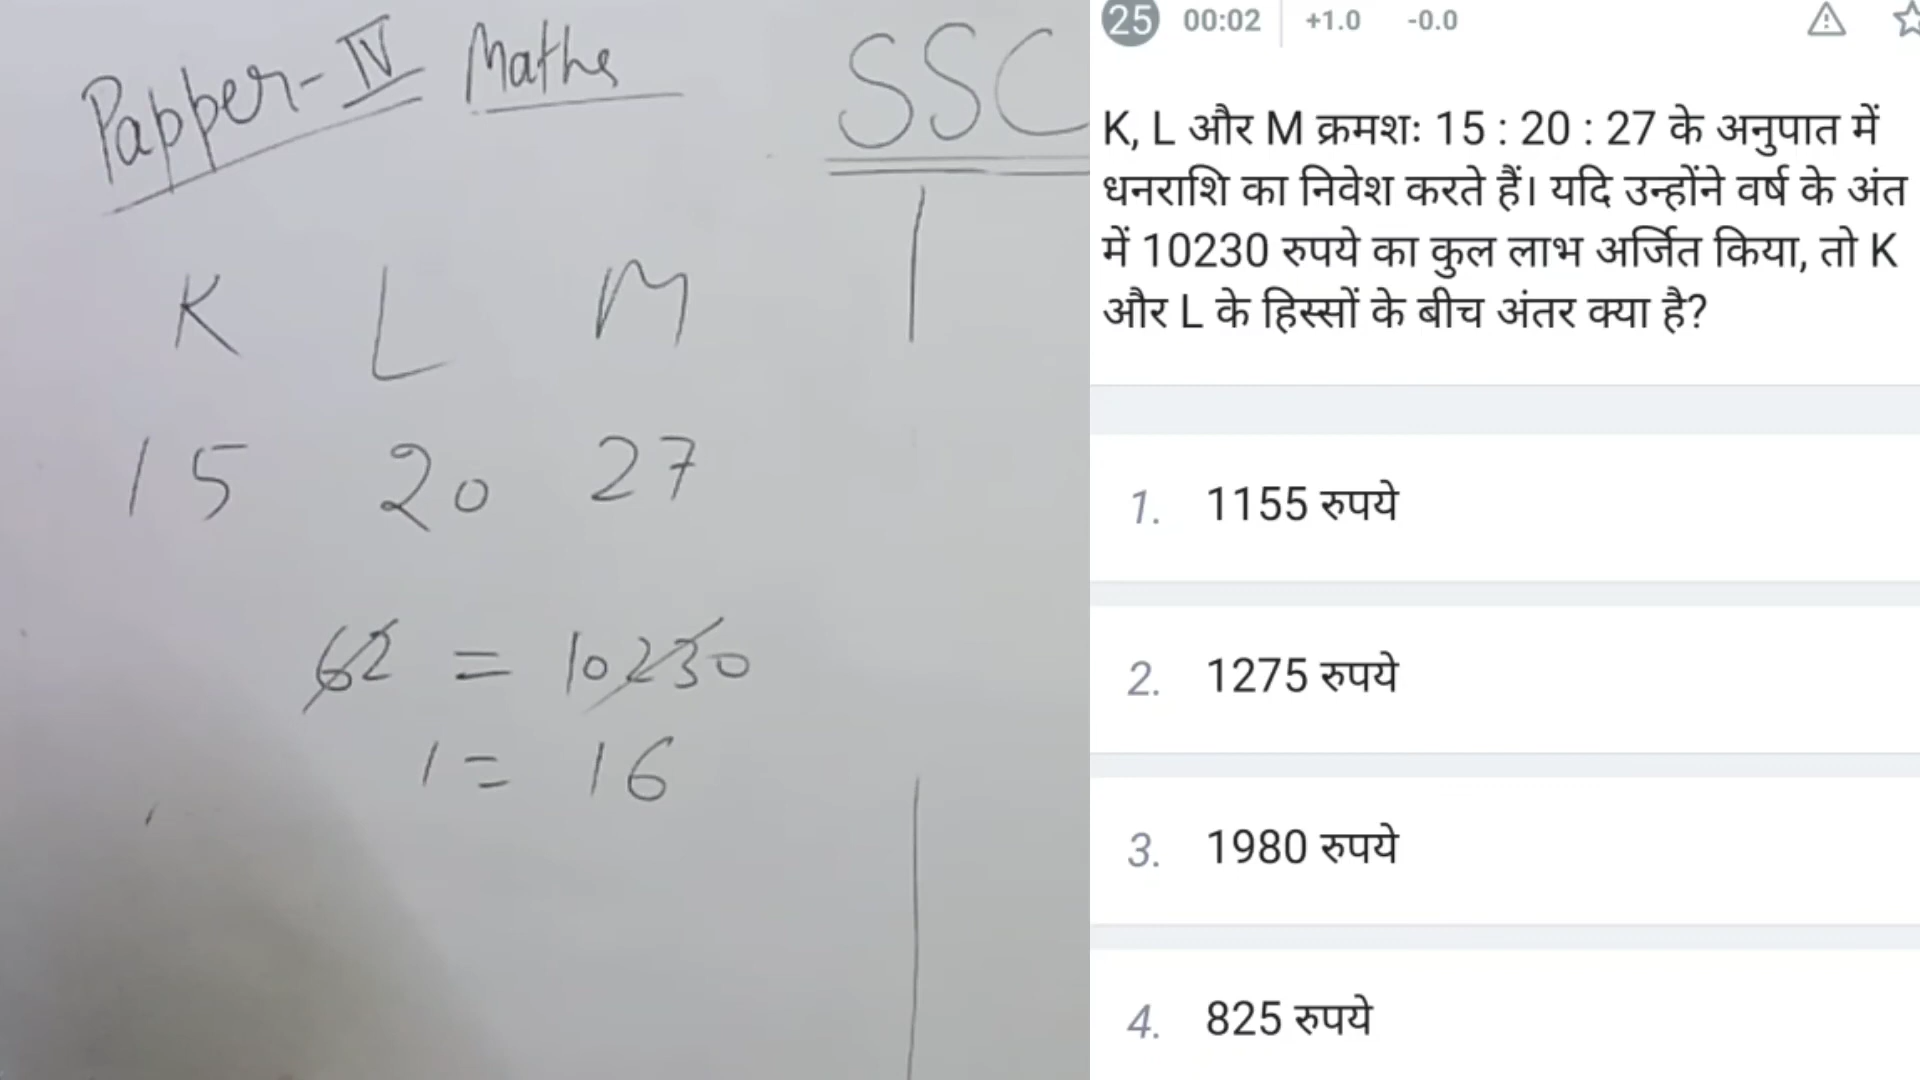 Papper-IV Maths
SSC
K L M
15 20 27
62 = 10230
1 = 16
25 00:02 +1.0 -0.0
K, L और M क्रमशः 15 : 20 : 27 के अनुपात में
धनराशि का निवेश करते हैं। यदि उन्होंने वर्ष के अंत
में 10230 रुपये का कुल लाभ अर्जित किया, तो K
और L के हिस्सों के बीच अंतर क्या है?
1. 1155 रुपये
2. 1275 रुपये
3. 1980 रुपये
4. 825 रुपये